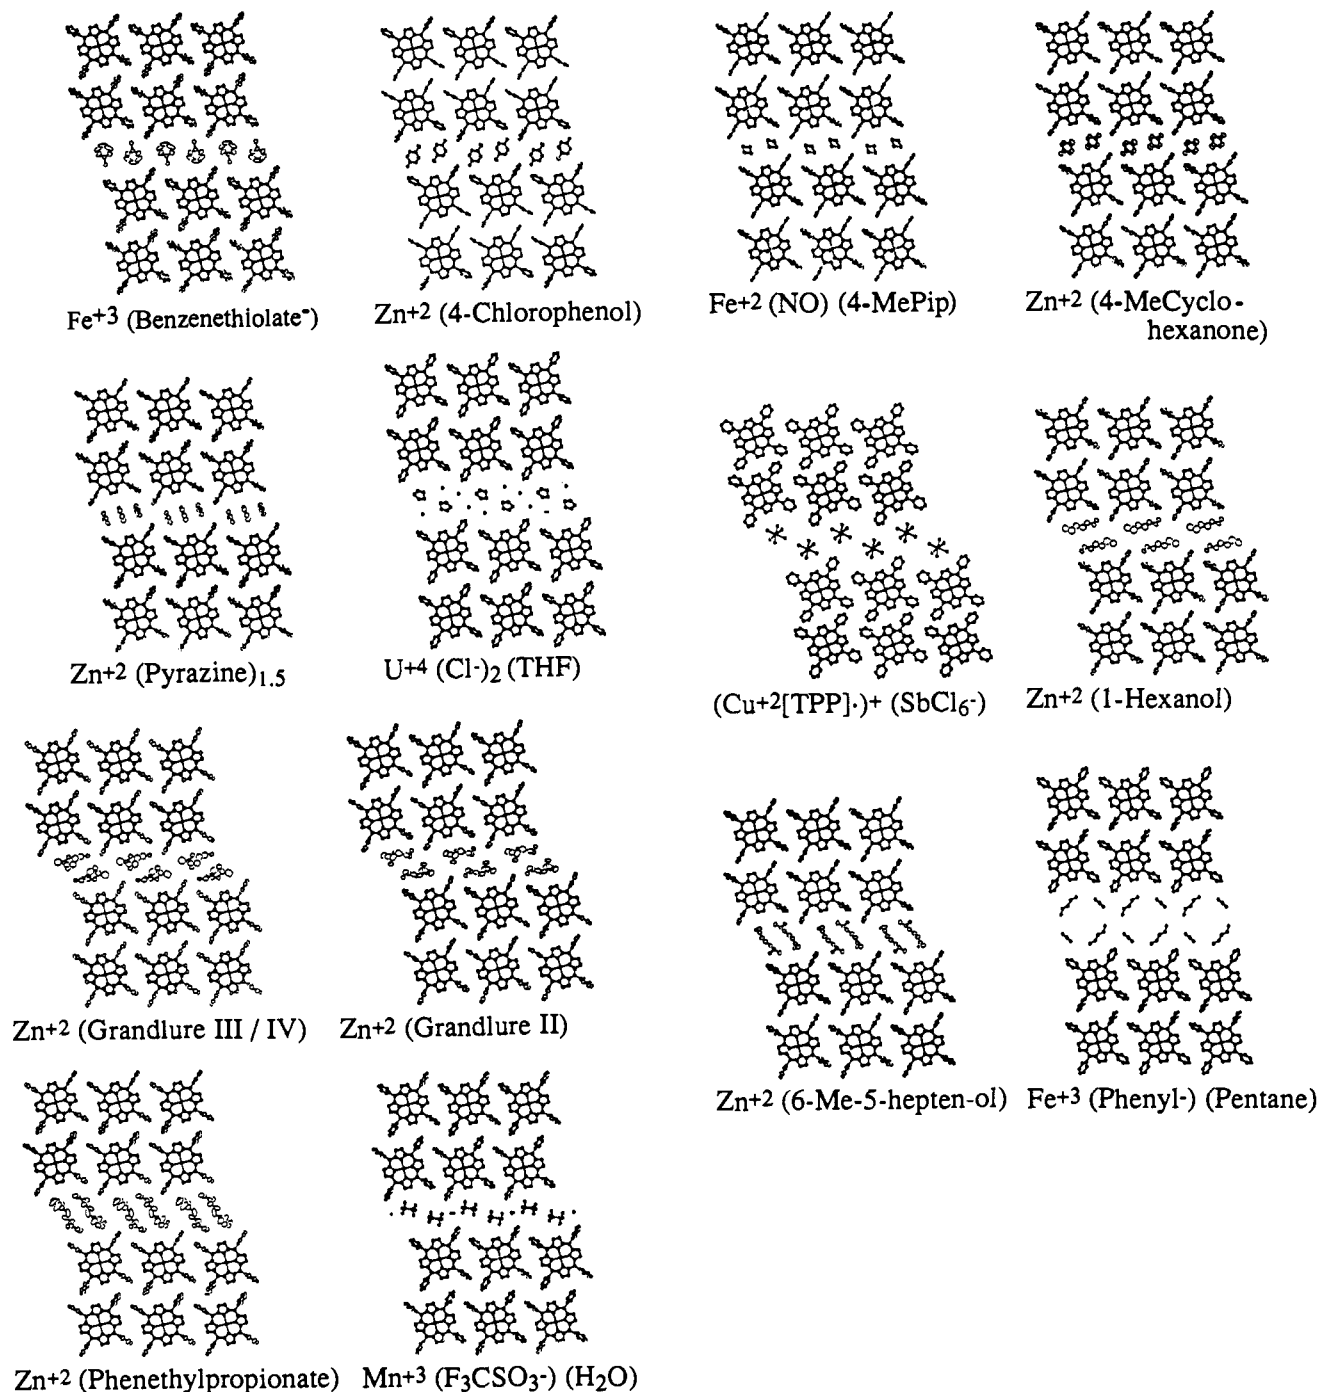 Fe+3 (Benzenethiolate-)
Zn+2 (4-Chlorophenol)
Fe+2 (NO) (4-MePip)
Zn+2 (4-MeCyclo-
hexanone)
Zn+2 (Pyrazine)1.5
U+4 (Cl-)2 (THF)
(Cu+2[TPP]·)+ (SbCl6-)
Zn+2 (1-Hexanol)
Zn+2 (Grandlure III / IV)
Zn+2 (Grandlure II)
Zn+2 (6-Me-5-hepten-ol)
Fe+3 (Phenyl-) (Pentane)
Zn+2 (Phenethylpropionate)
Mn+3 (F3CSO3-) (H2O)